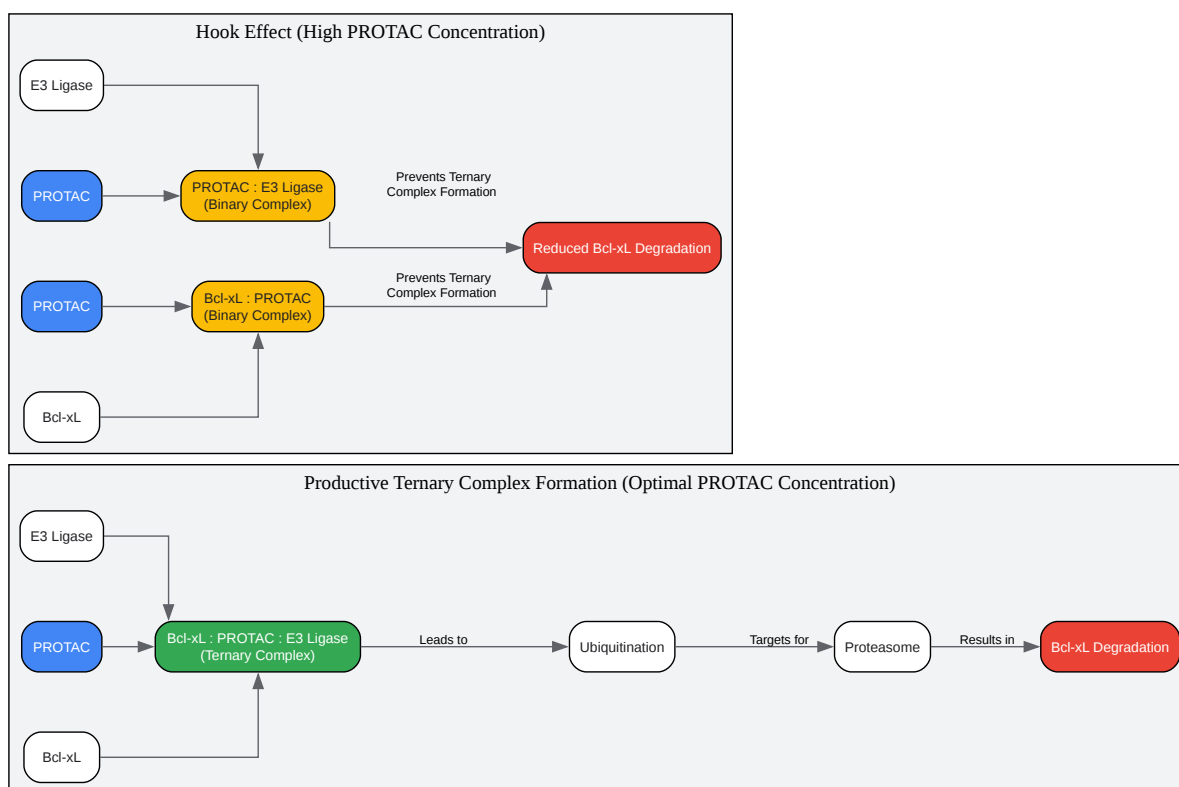 Hook Effect (High PROTAC Concentration)
E3 Ligase
PROTAC
PROTAC : E3 Ligase
(Binary Complex)
Prevents Ternary
Complex Formation
Reduced Bcl-xL Degradation
PROTAC
Bcl-xL : PROTAC
(Binary Complex)
Prevents Ternary
Complex Formation
Bcl-xL
Productive Ternary Complex Formation (Optimal PROTAC Concentration)
E3 Ligase
PROTAC
Bcl-xL : PROTAC : E3 Ligase
(Ternary Complex)
Leads to
Ubiquitination
Targets for
Proteasome
Results in
Bcl-xL Degradation
Bcl-xL